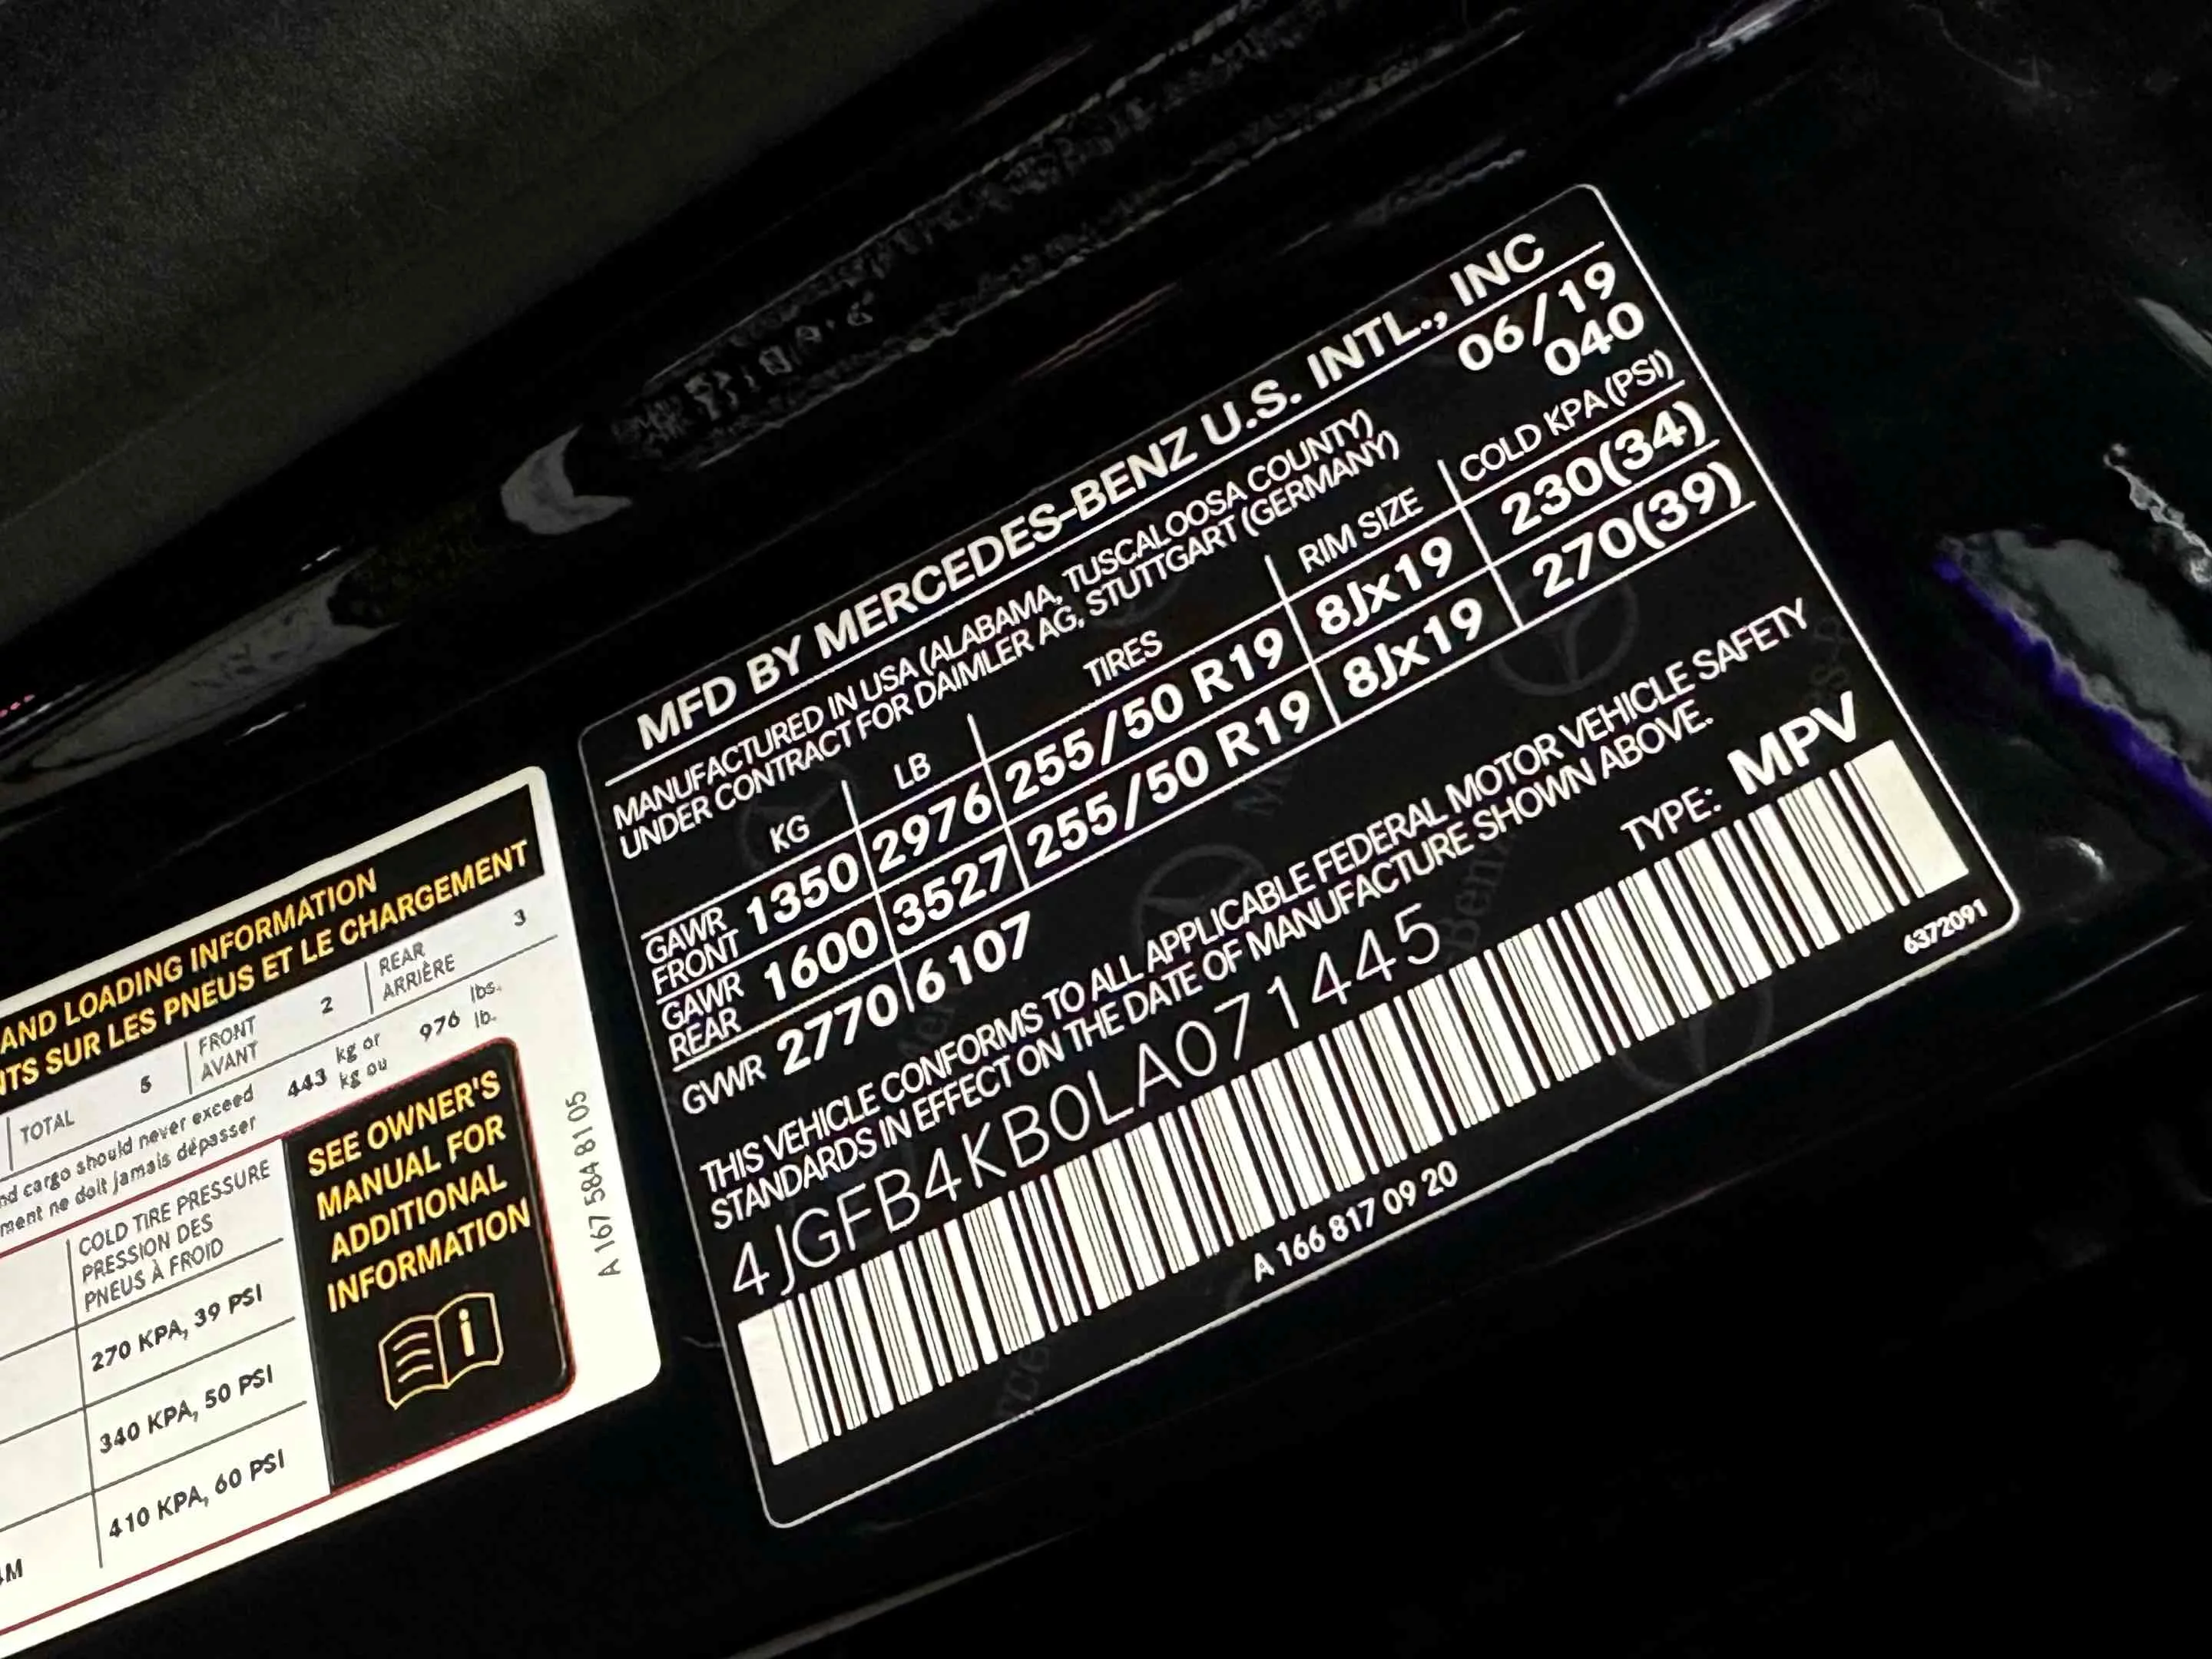 MFD BY MERCEDES-BENZ U.S. INTL., INC
06/19
040
MANUFACTURED IN USA (ALABAMA, TUSCALOOSA COUNTY)
UNDER CONTRACT FOR DAIMLER AG, STUTTGART (GERMANY)
KG LB TIRES RIM SIZE COLD KPA(PSI)
GAWR FRONT 1350 2976 255/50 R19 8Jx19 230(34)
GAWR REAR 1600 3527 255/50 R19 8Jx19 270(39)
GVWR 2770 6107
THIS VEHICLE CONFORMS TO ALL APPLICABLE FEDERAL MOTOR VEHICLE SAFETY
STANDARDS IN EFFECT ON THE DATE OF MANUFACTURE SHOWN ABOVE.
4JGFB4KB0LA071445 TYPE: MPV
6372091
A 166 817 09 20
AND LOADING INFORMATION
SUR LES PNEUS ET LE CHARGEMENT
TOTAL 5 FRONT AVANT 2 REAR ARRIÈRE 3
cargo should never exceed 443 kg or 976 lbs.
ne doit jamais dépasser kg ou lb.
COLD TIRE PRESSURE
PRESSION DES
PNEUS À FROID
270 KPA, 39 PSI
340 KPA, 50 PSI
410 KPA, 60 PSI
SEE OWNER'S
MANUAL FOR
ADDITIONAL
INFORMATION
i
A 167 584 81 05